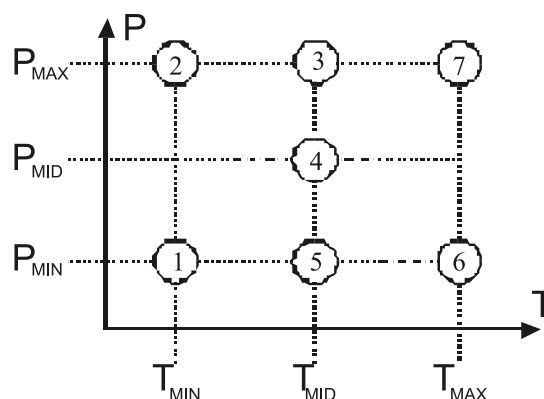 P
P_MAX 2 3 7
P_MID 4
P_MIN 1 5 6
T
T_MIN T_MID T_MAX